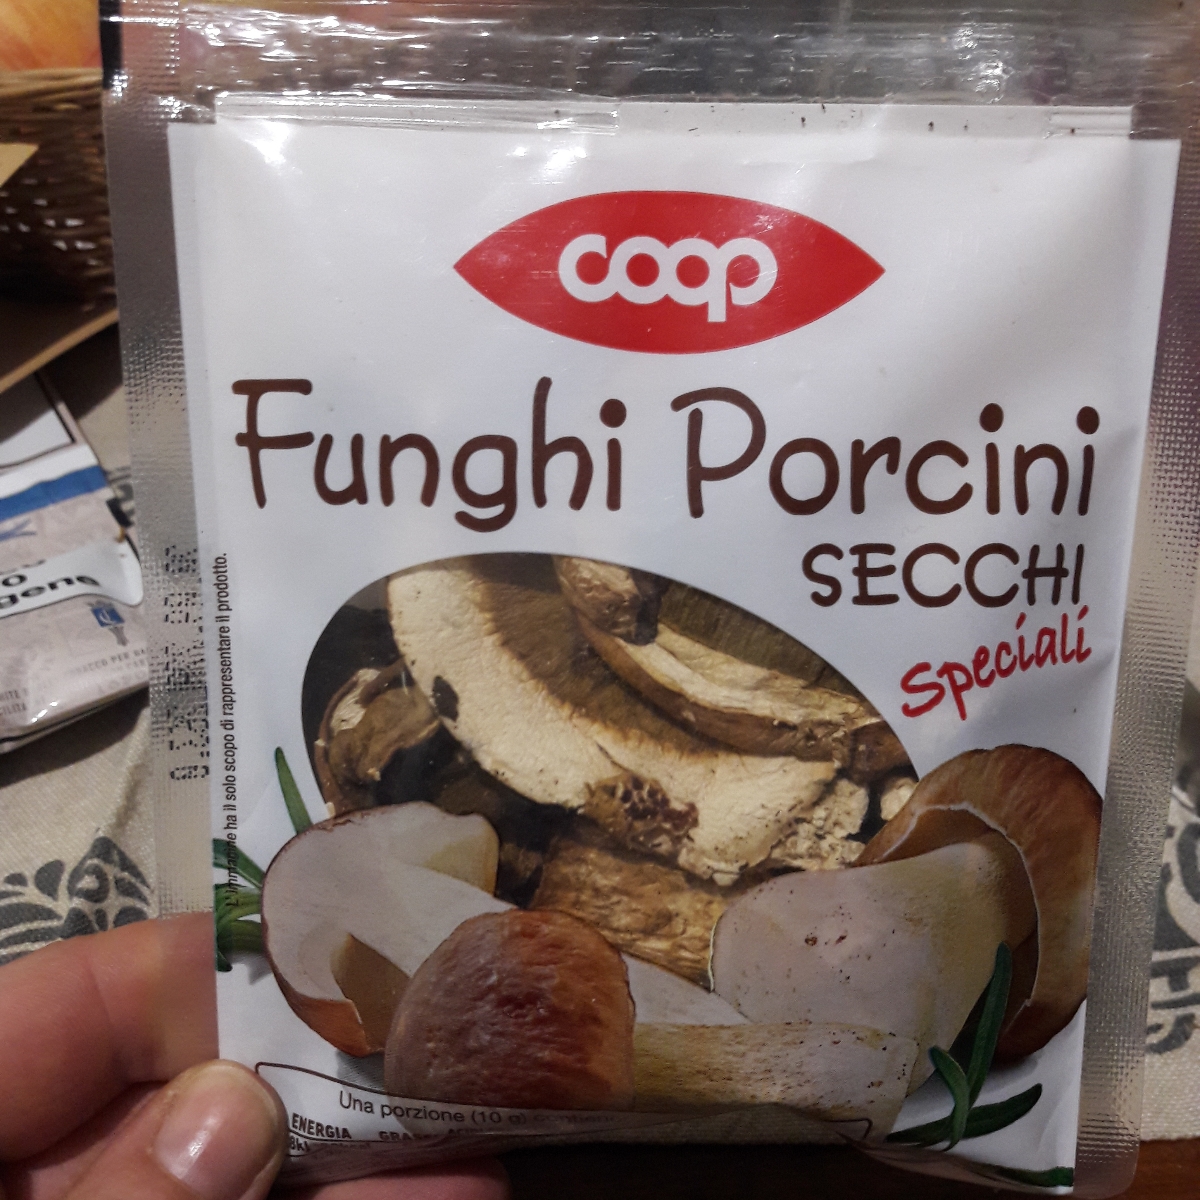 coop
Funghi Porcini
SECCHI
Speciali
L'immagine ha il solo scopo di rappresentare il prodotto.
Una porzione (10 g)
ENERGIA